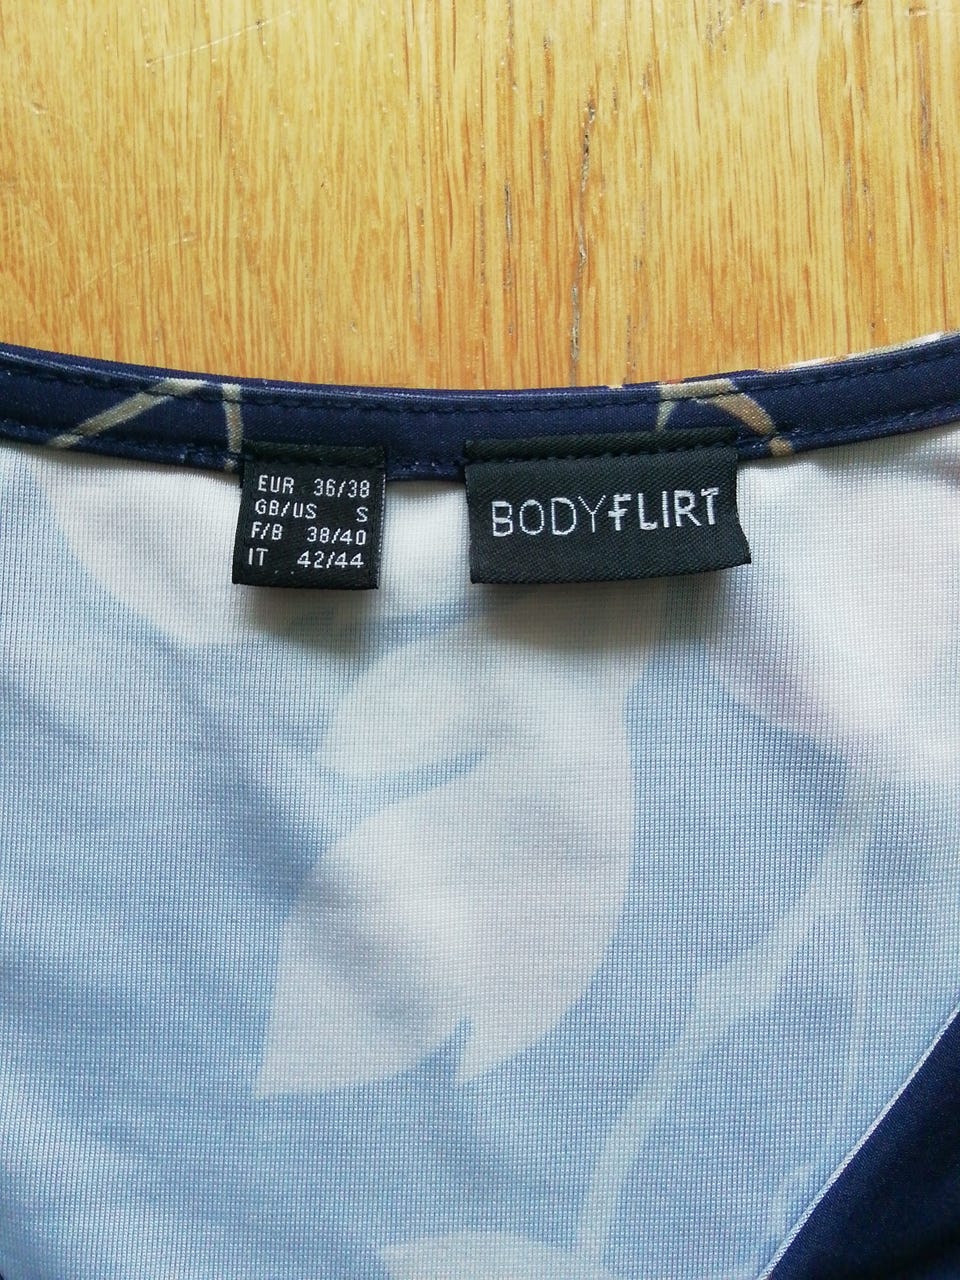 EUR 36/38
GB/US S
F/B 38/40
IT 42/44
BODYFLIRT